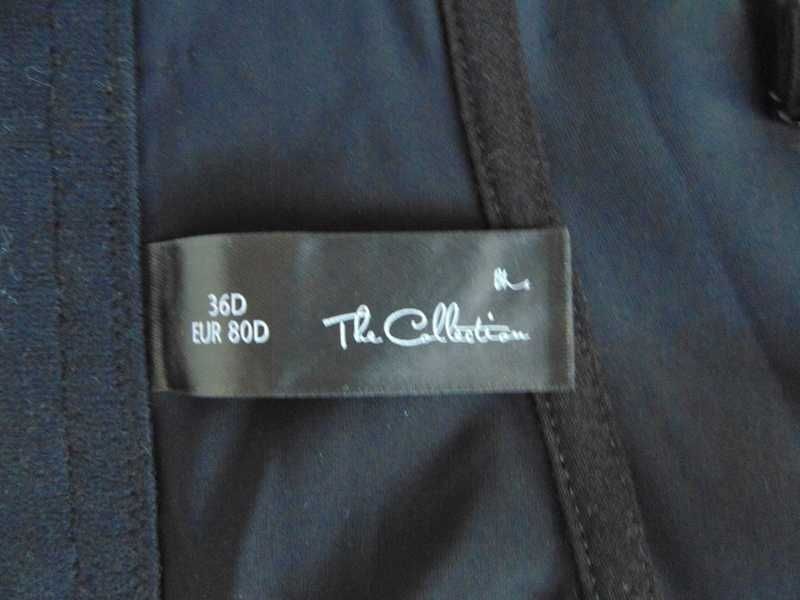 36D
EUR 80D
The Collection